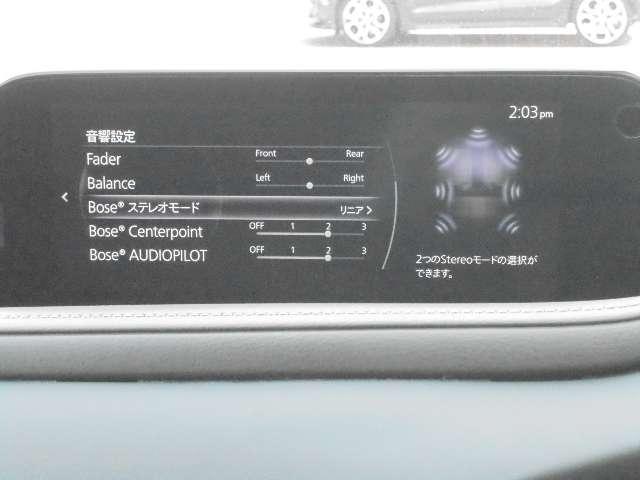 2:03 pm
音響設定
Fader Front Rear
Balance Left Right
Bose® ステレオモード リニア
Bose® Centerpoint OFF 1 2 3
Bose® AUDIOPILOT OFF 1 2 3
2つのStereoモードの選択が
できます。